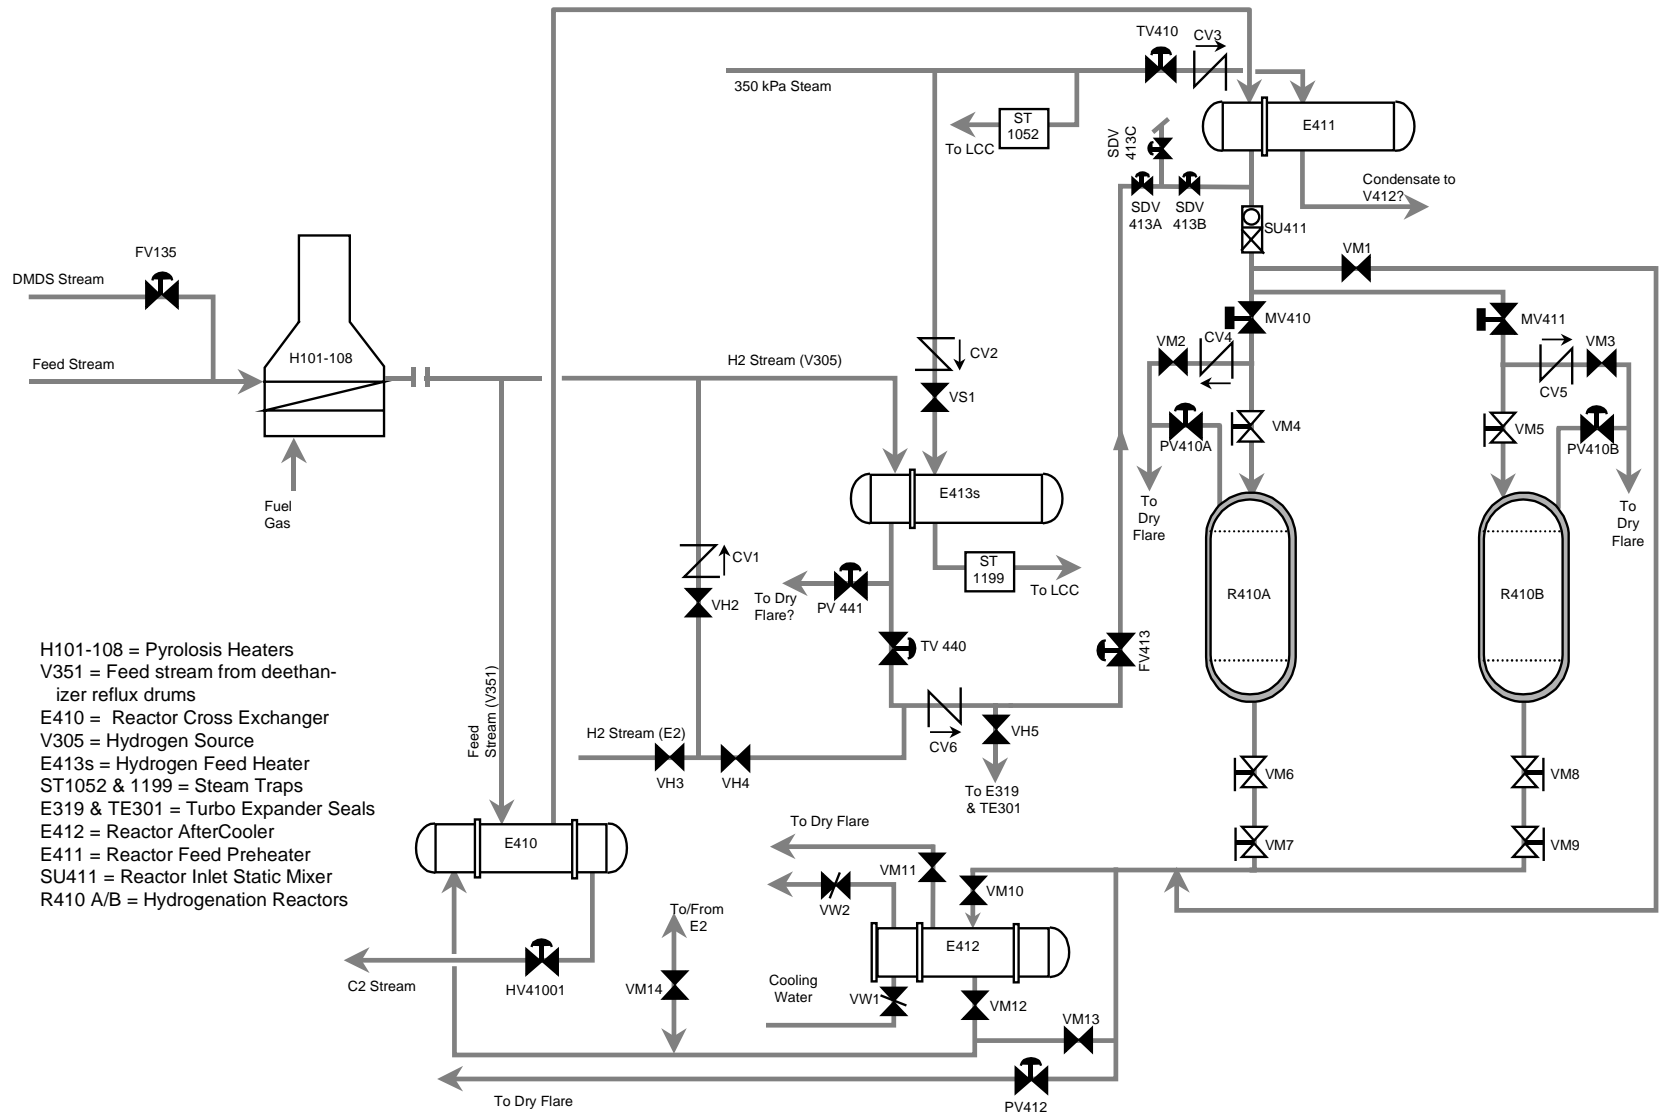 TV410
CV3
350 kPa Steam
ST
1052
To LCC
SDV
413C
E411
SDV
413A
SDV
413B
Condensate to
V412?
SU411
FV135
DMDS Stream
Feed Stream
H101-108
Fuel
Gas
H2 Stream (V305)
CV2
VS1
VM1
MV410
MV411
VM2
CV4
VM3
CV5
PV410A
VM4
VM5
PV410B
To
Dry
Flare
To
Dry
Flare
E413s
ST
1199
To LCC
CV1
VH2
To Dry
Flare?
PV 441
TV 440
FV413
R410A
R410B
H101-108 = Pyrolosis Heaters
V351 = Feed stream from deethan-
izer reflux drums
E410 = Reactor Cross Exchanger
V305 = Hydrogen Source
E413s = Hydrogen Feed Heater
ST1052 & 1199 = Steam Traps
E319 & TE301 = Turbo Expander Seals
E412 = Reactor AfterCooler
E411 = Reactor Feed Preheater
SU411 = Reactor Inlet Static Mixer
R410 A/B = Hydrogenation Reactors
Feed
Stream (V351)
H2 Stream (E2)
VH3
VH4
CV6
VH5
To E319
& TE301
VM6
VM8
VM7
VM9
E410
To Dry Flare
VM11
VM10
VW2
To/From
E2
E412
C2 Stream
HV41001
VM14
Cooling
Water
VW1
VM12
VM13
To Dry Flare
PV412